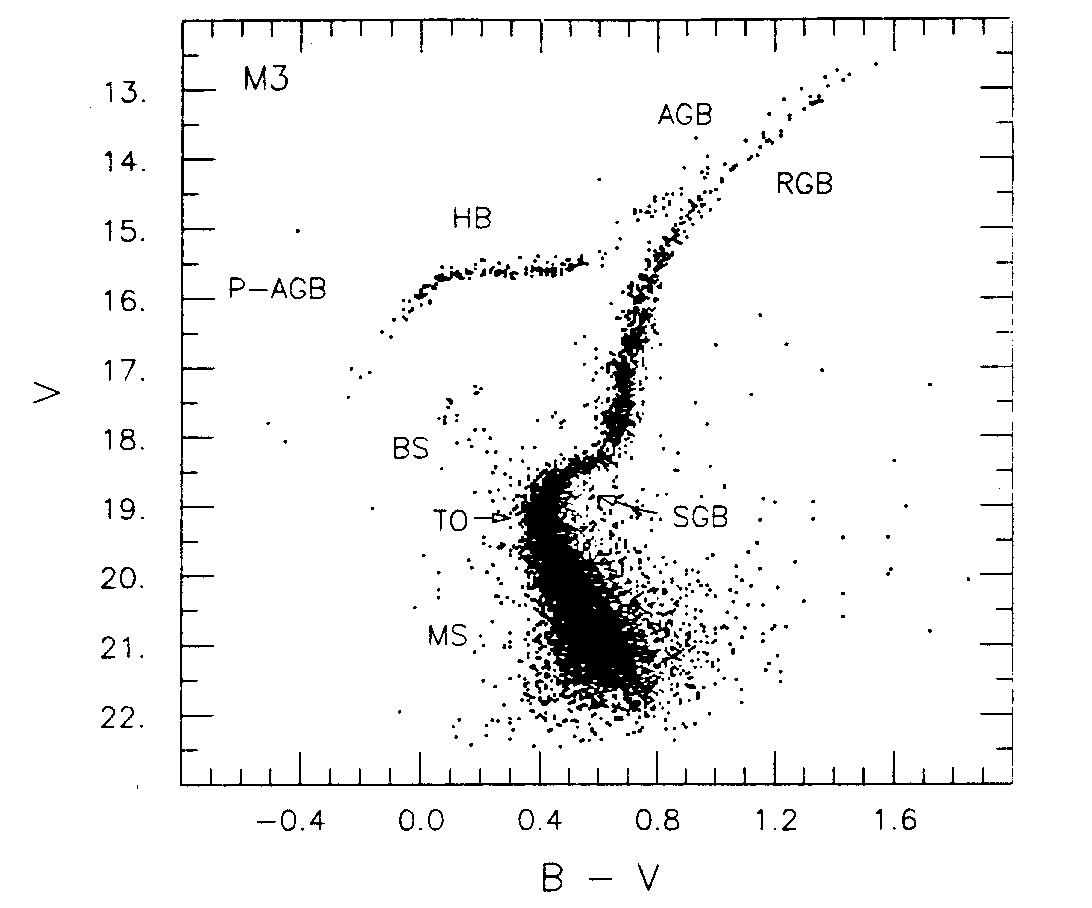 M3
13.
AGB
14.
RGB
HB
15.
P-AGB
16.
17.
V
18.
BS
19.
TO
SGB
20.
MS
21.
22.
-0.4 0.0 0.4 0.8 1.2 1.6
B - V